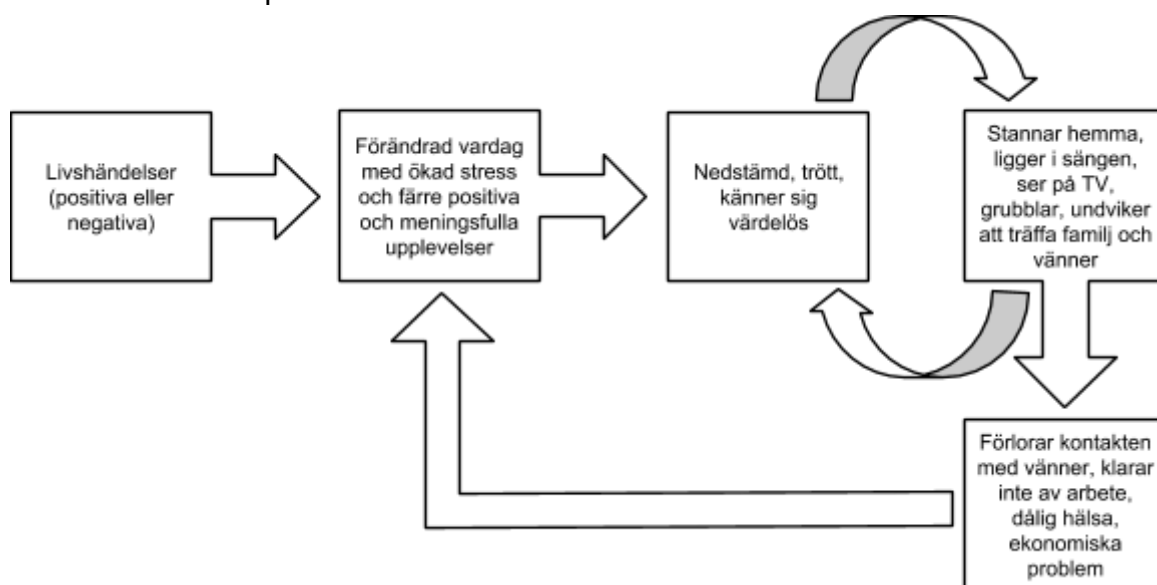 Livshändelser
(positiva eller
negativa)
Förändrad vardag
med ökad stress
och färre positiva
och meningsfulla
upplevelser
Nedstämd, trött,
känner sig
värdelös
Stannar hemma,
ligger i sängen,
ser på TV,
grubblar, undviker
att träffa familj och
vänner
Förlorar kontakten
med vänner, klarar
inte av arbete,
dålig hälsa,
ekonomiska
problem